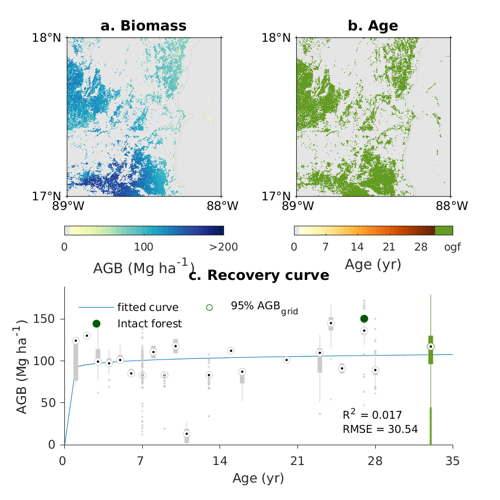 a. Biomass
b. Age
18°N
17°N
89°W
88°W
18°N
17°N
89°W
88°W
0
100
>200
AGB (Mg ha-1)
0
7
14
21
28
ogf
Age (yr)
c. Recovery curve
fitted curve
95% AGBgrid
Intact forest
150
100
50
0
AGB (Mg ha-1)
R2 = 0.017
RMSE = 30.54
0
7
14
21
28
35
Age (yr)